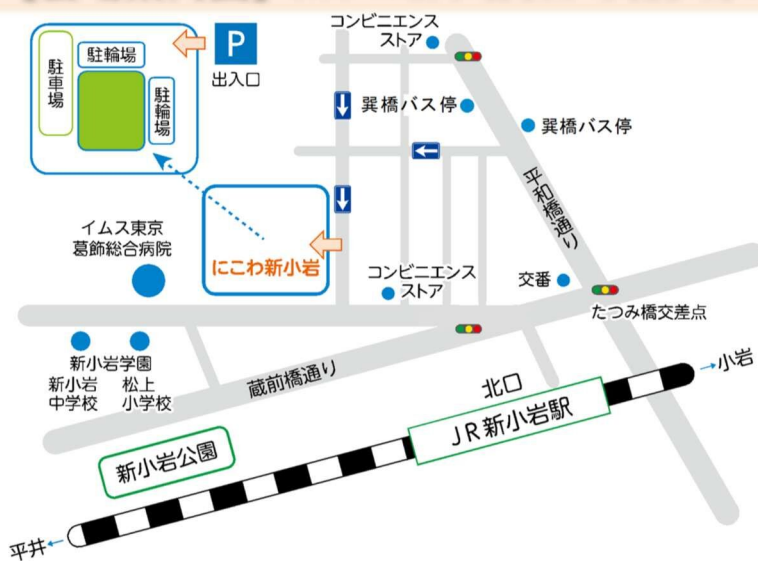 コンビニエンス
ストア
駐輪場
駐車場
駐輪場
P
出入口
巽橋バス停
巽橋バス停
平和橋通り
イムス東京
葛飾総合病院
にこわ新小岩
コンビニエンス
ストア
交番
たつみ橋交差点
新小岩学園
新小岩
中学校
松上
小学校
蔵前橋通り
北口
JR新小岩駅
小岩
新小岩公園
平井